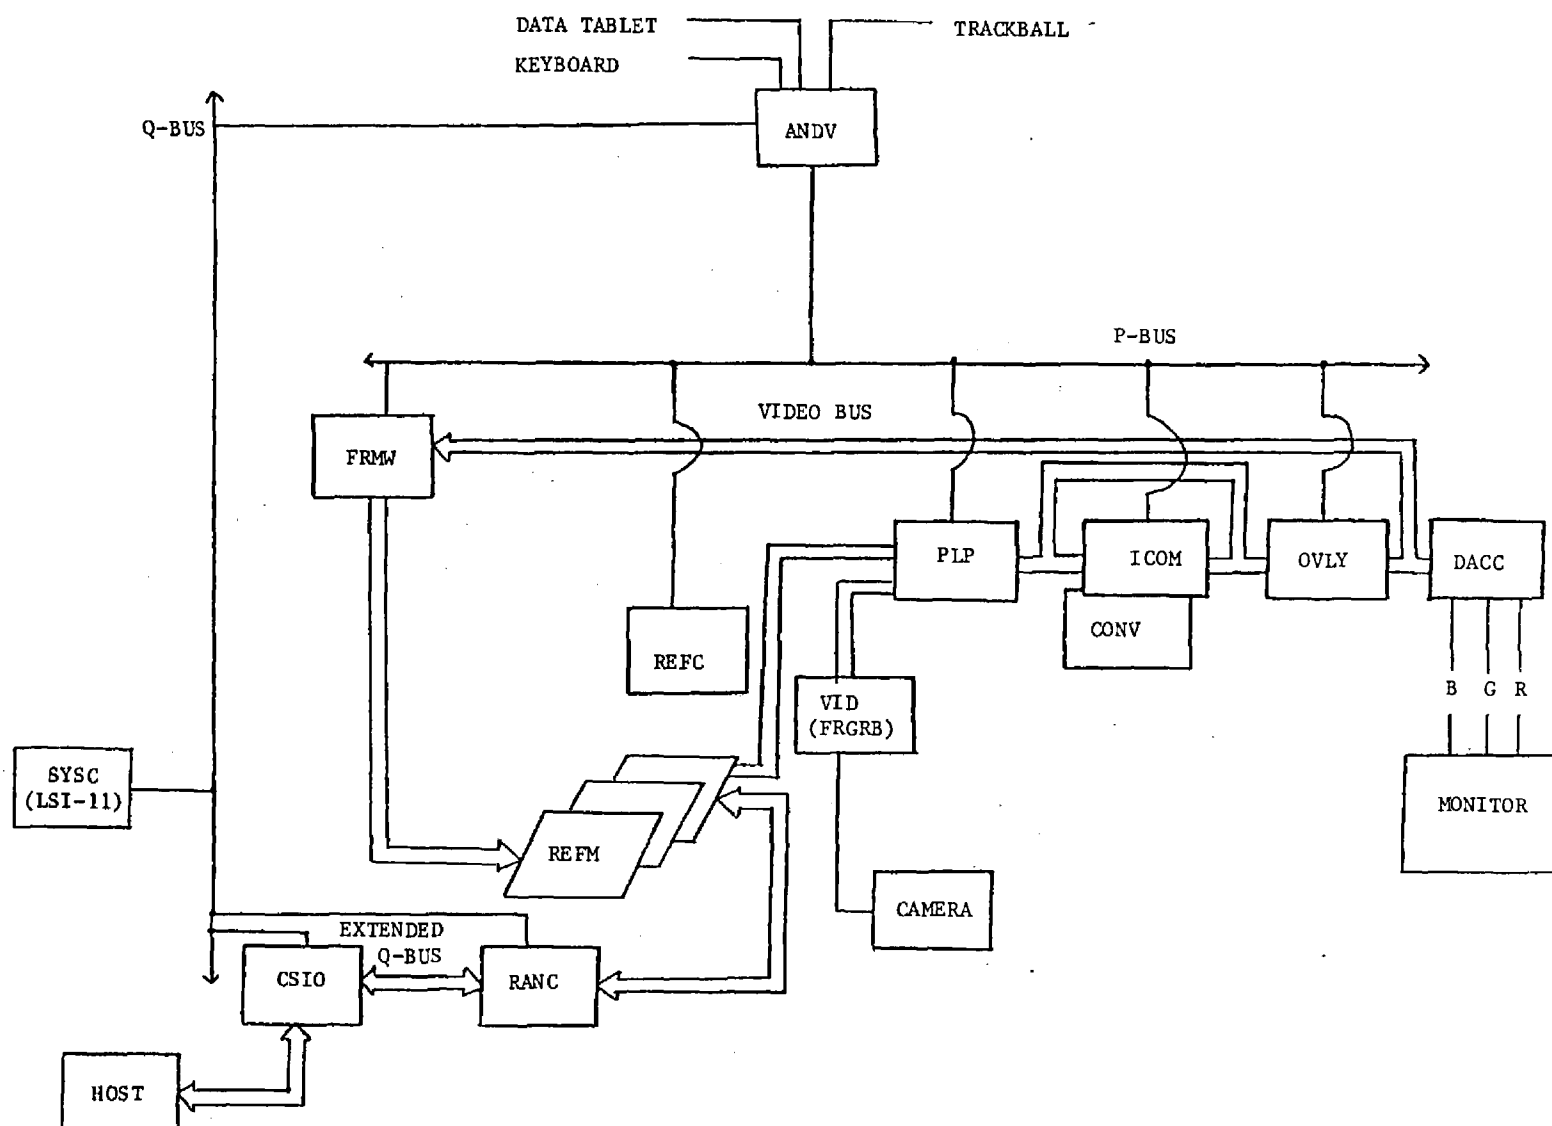 DATA TABLET
TRACKBALL
KEYBOARD
Q-BUS
ANDV
P-BUS
VIDEO BUS
FRMW
PLP
ICOM
OVLY
DACC
CONV
REFC
VID
(FRGRB)
B G R
SYSC
(LSI-11)
MONITOR
REFM
CAMERA
EXTENDED
Q-BUS
CSIO
RANC
HOST